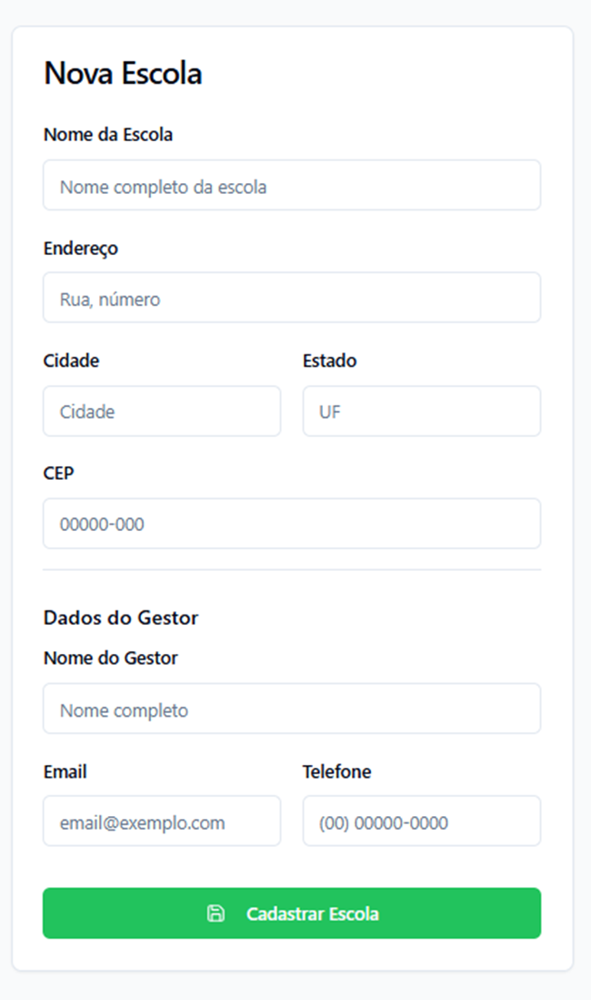 Nova Escola
Nome da Escola
Nome completo da escola
Endereço
Rua, número
Cidade Estado
Cidade UF
CEP
00000-000
Dados do Gestor
Nome do Gestor
Nome completo
Email Telefone
email@exemplo.com (00) 00000-0000
Cadastrar Escola